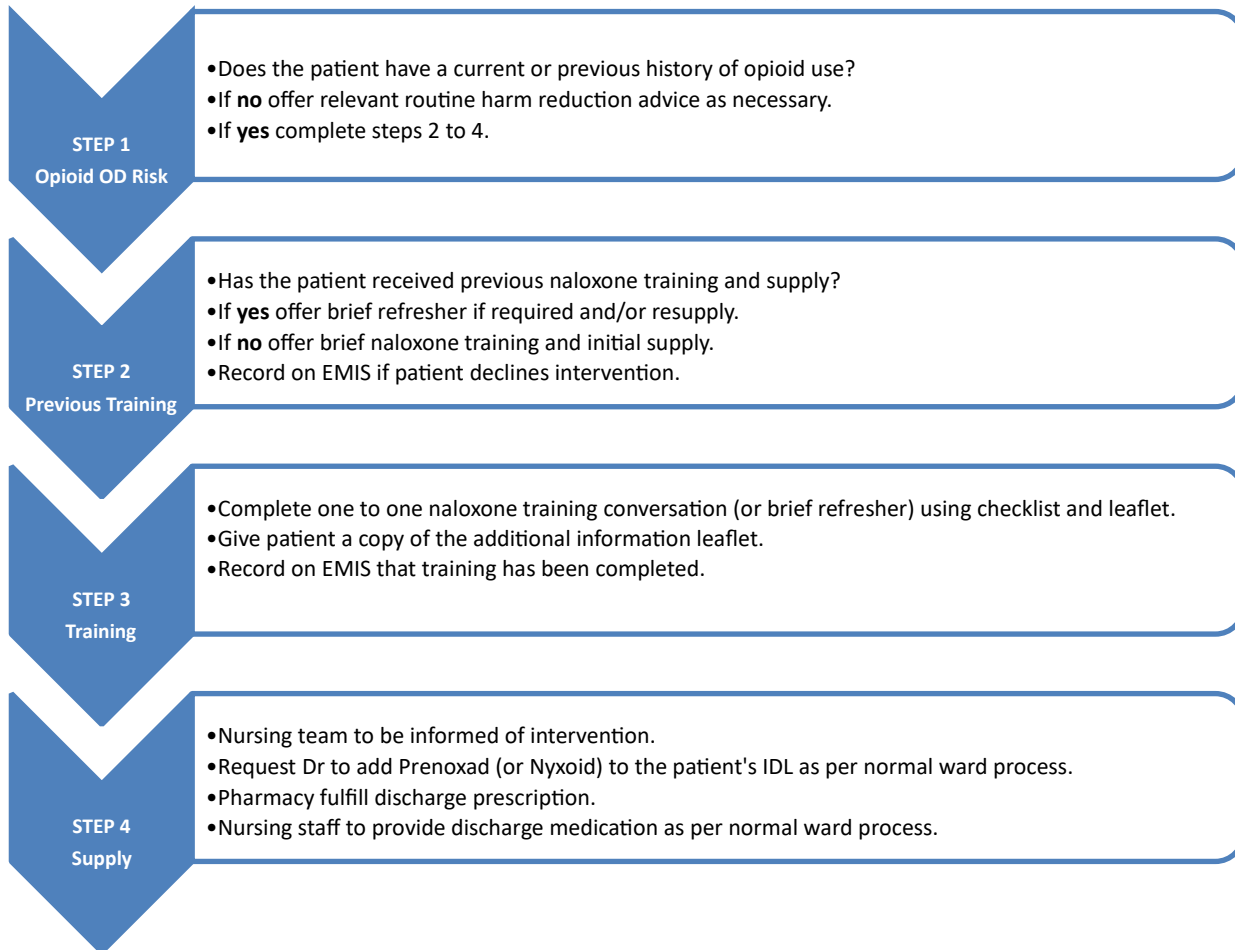 STEP 1
Opioid OD Risk
•Does the patient have a current or previous history of opioid use?
•If no offer relevant routine harm reduction advice as necessary.
•If yes complete steps 2 to 4.
STEP 2
Previous Training
•Has the patient received previous naloxone training and supply?
•If yes offer brief refresher if required and/or resupply.
•If no offer brief naloxone training and initial supply.
•Record on EMIS if patient declines intervention.
STEP 3
Training
•Complete one to one naloxone training conversation (or brief refresher) using checklist and leaflet.
•Give patient a copy of the additional information leaflet.
•Record on EMIS that training has been completed.
STEP 4
Supply
•Nursing team to be informed of intervention.
•Request Dr to add Prenoxad (or Nyxoid) to the patient's IDL as per normal ward process.
•Pharmacy fulfill discharge prescription.
•Nursing staff to provide discharge medication as per normal ward process.